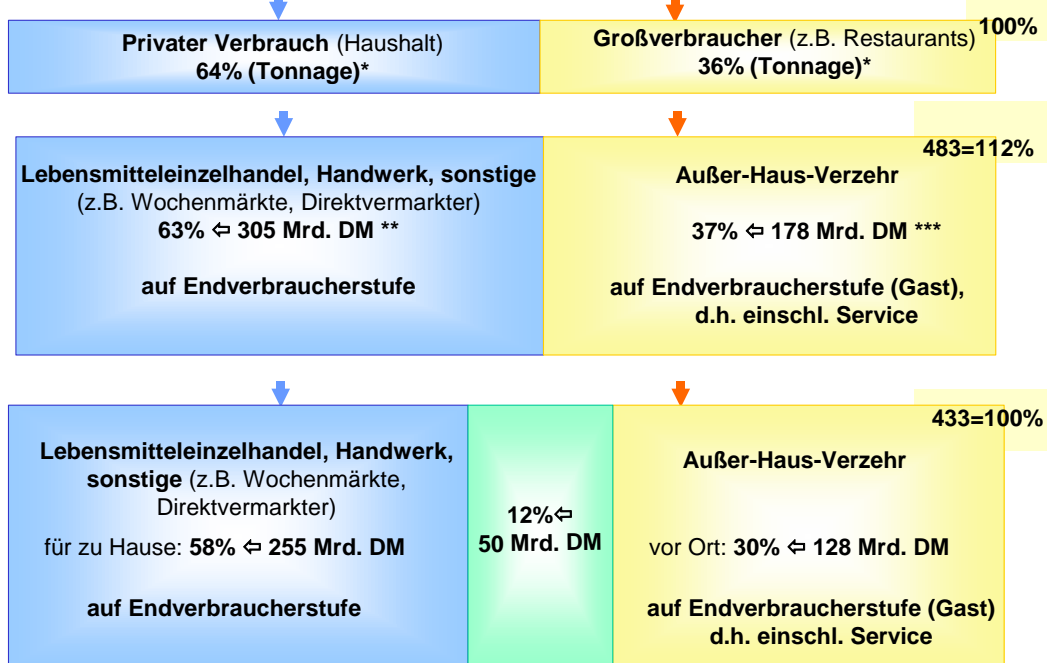 100%
Privater Verbrauch (Haushalt)
64% (Tonnage)*
Großverbraucher (z.B. Restaurants)
36% (Tonnage)*
483=112%
Lebensmitteleinzelhandel, Handwerk, sonstige
(z.B. Wochenmärkte, Direktvermarkter)
63% ⇦ 305 Mrd. DM **
auf Endverbraucherstufe
Außer-Haus-Verzehr
37% ⇦ 178 Mrd. DM ***
auf Endverbraucherstufe (Gast),
d.h. einschl. Service
433=100%
Lebensmitteleinzelhandel, Handwerk,
sonstige (z.B. Wochenmärkte,
Direktvermarkter)
für zu Hause: 58% ⇦ 255 Mrd. DM
auf Endverbraucherstufe
12%⇦
50 Mrd. DM
Außer-Haus-Verzehr
vor Ort: 30% ⇦ 128 Mrd. DM
auf Endverbraucherstufe (Gast)
d.h. einschl. Service